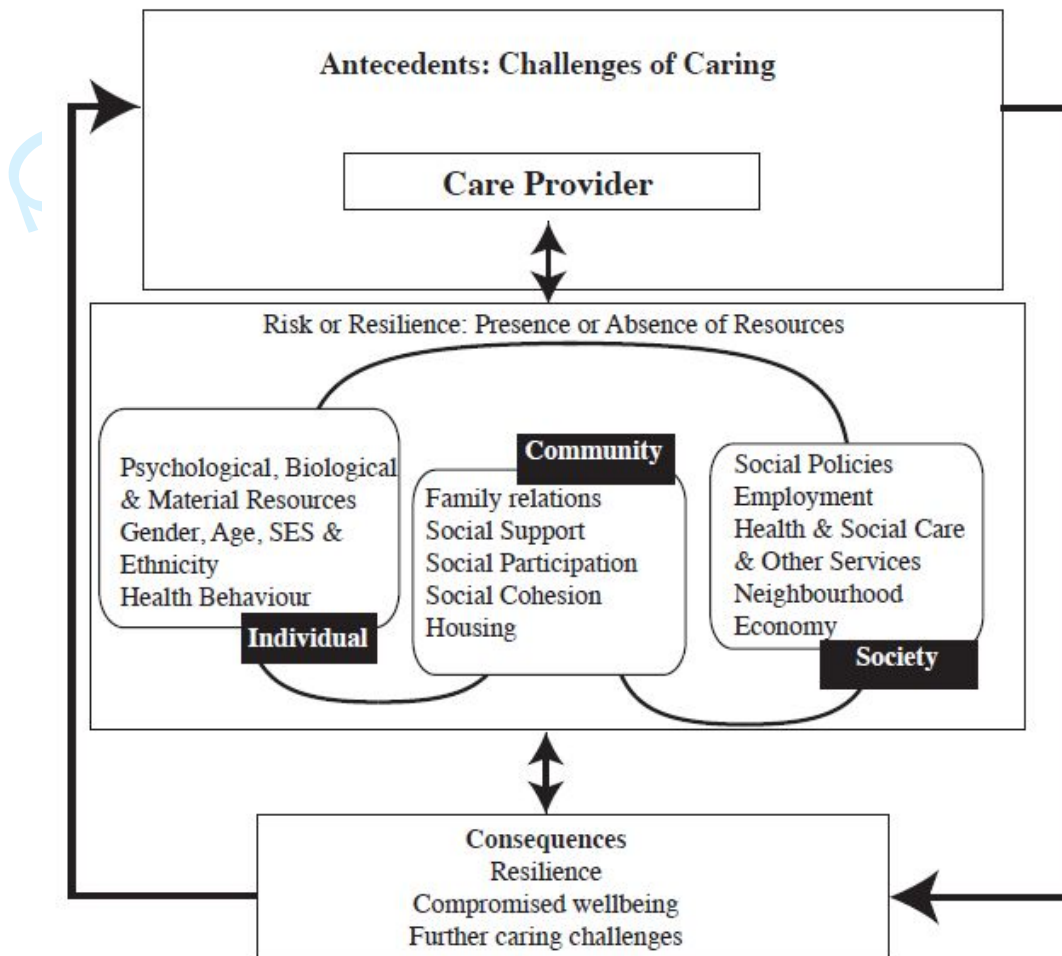 Antecedents: Challenges of Caring
Care Provider
Risk or Resilience: Presence or Absence of Resources
Psychological, Biological
& Material Resources
Gender, Age, SES &
Ethnicity
Health Behaviour
Individual
Community
Family relations
Social Support
Social Participation
Social Cohesion
Housing
Social Policies
Employment
Health & Social Care
& Other Services
Neighbourhood
Economy
Society
Consequences
Resilience
Compromised wellbeing
Further caring challenges